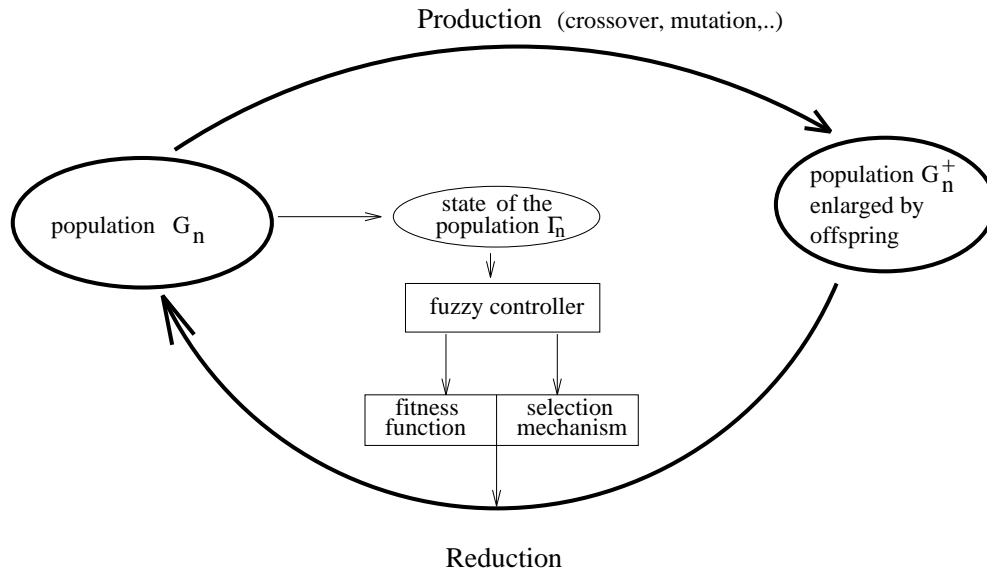 Production (crossover, mutation,..)
population G_n
state of the
population Γ_n
population G_n^+
enlarged by
offspring
fuzzy controller
fitness
function
selection
mechanism
Reduction